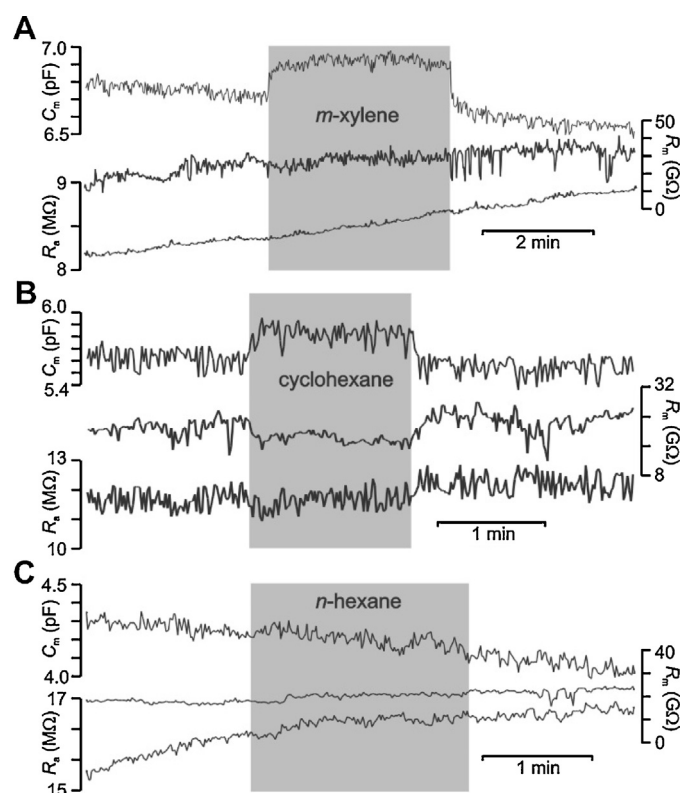 A
7.0
Cm (pF)
6.5
m-xylene
50
Rm (GΩ)
0
9
Ra (MΩ)
8
2 min
B
6.0
Cm (pF)
5.4
cyclohexane
32
Rm (GΩ)
8
13
Ra (MΩ)
10
1 min
C
4.5
Cm (pF)
4.0
n-hexane
40
Rm (GΩ)
0
17
Ra (MΩ)
15
1 min